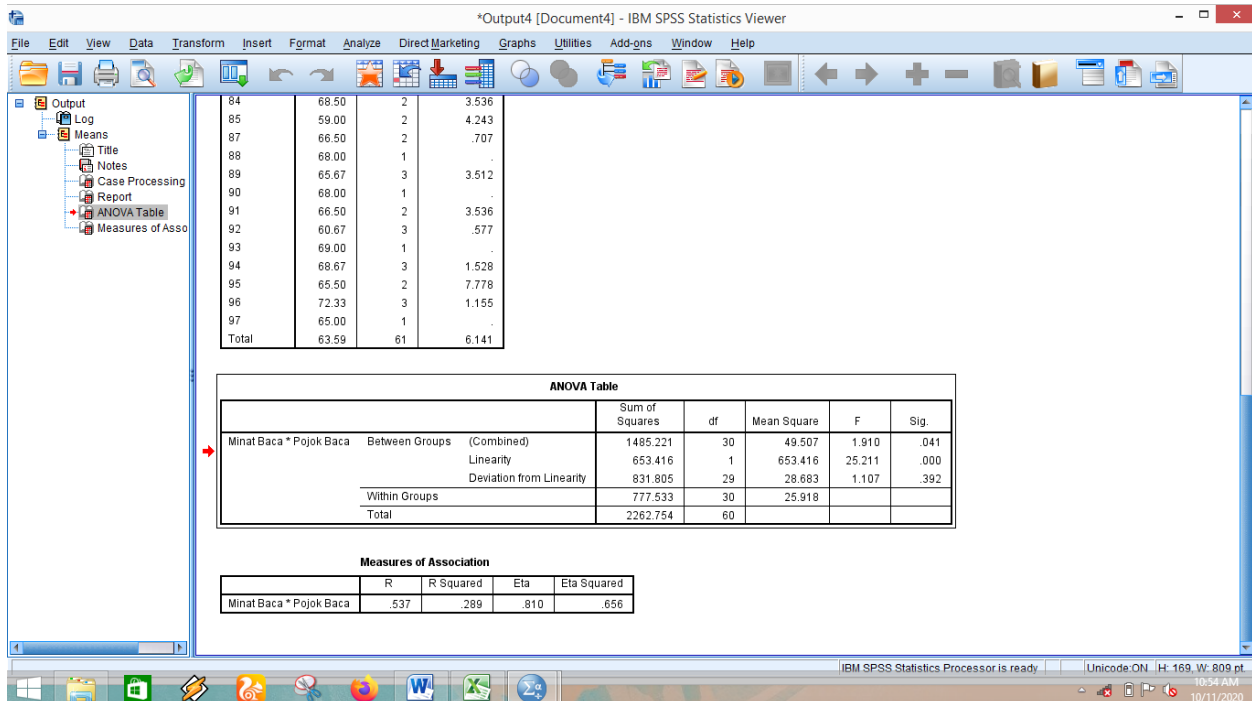 *Output4 [Document4] - IBM SPSS Statistics Viewer
File Edit View Data Transform Insert Format Analyze Direct Marketing Graphs Utilities Add-ons Window Help
Output
Log
Means
Title
Notes
Case Processing
Report
ANOVA Table
Measures of Asso
84 68.50 2 3.536
85 59.00 2 4.243
87 66.50 2 .707
88 68.00 1 .
89 65.67 3 3.512
90 68.00 1 .
91 66.50 2 3.536
92 60.67 3 .577
93 69.00 1 .
94 68.67 3 1.528
95 65.50 2 7.778
96 72.33 3 1.155
97 65.00 1 .
Total 63.59 61 6.141
ANOVA Table
Sum of Squares df Mean Square F Sig.
Minat Baca * Pojok Baca Between Groups (Combined) 1485.221 30 49.507 1.910 .041
Linearity 653.416 1 653.416 25.211 .000
Deviation from Linearity 831.805 29 28.683 1.107 .392
Within Groups 777.533 30 25.918
Total 2262.754 60
Measures of Association
R R Squared Eta Eta Squared
Minat Baca * Pojok Baca .537 .289 .810 .656
IBM SPSS Statistics Processor is ready Unicode:ON H: 169, W: 809 pt.
10:54 AM
10/11/2020